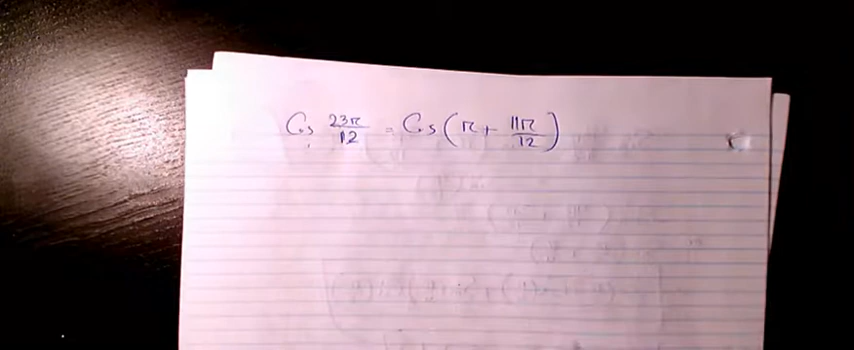 Cos 23π/12 = Cos(π + 11π/12)